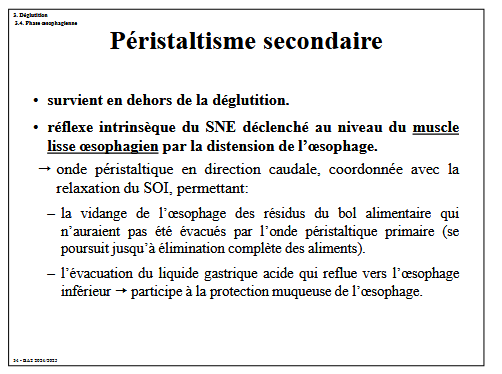 3. Déglutition
3.4. Phase œsophagienne
Péristaltisme secondaire
• survient en dehors de la déglutition.
• réflexe intrinsèque du SNE déclenché au niveau du muscle
lisse œsophagien par la distension de l'œsophage.
→ onde péristaltique en direction caudale, coordonnée avec la
relaxation du SOI, permettant:
– la vidange de l'œsophage des résidus du bol alimentaire qui
n'auraient pas été évacués par l'onde péristaltique primaire (se
poursuit jusqu'à élimination complète des aliments).
– l'évacuation du liquide gastrique acide qui reflue vers l'œsophage
inférieur → participe à la protection muqueuse de l'œsophage.
2024/2025